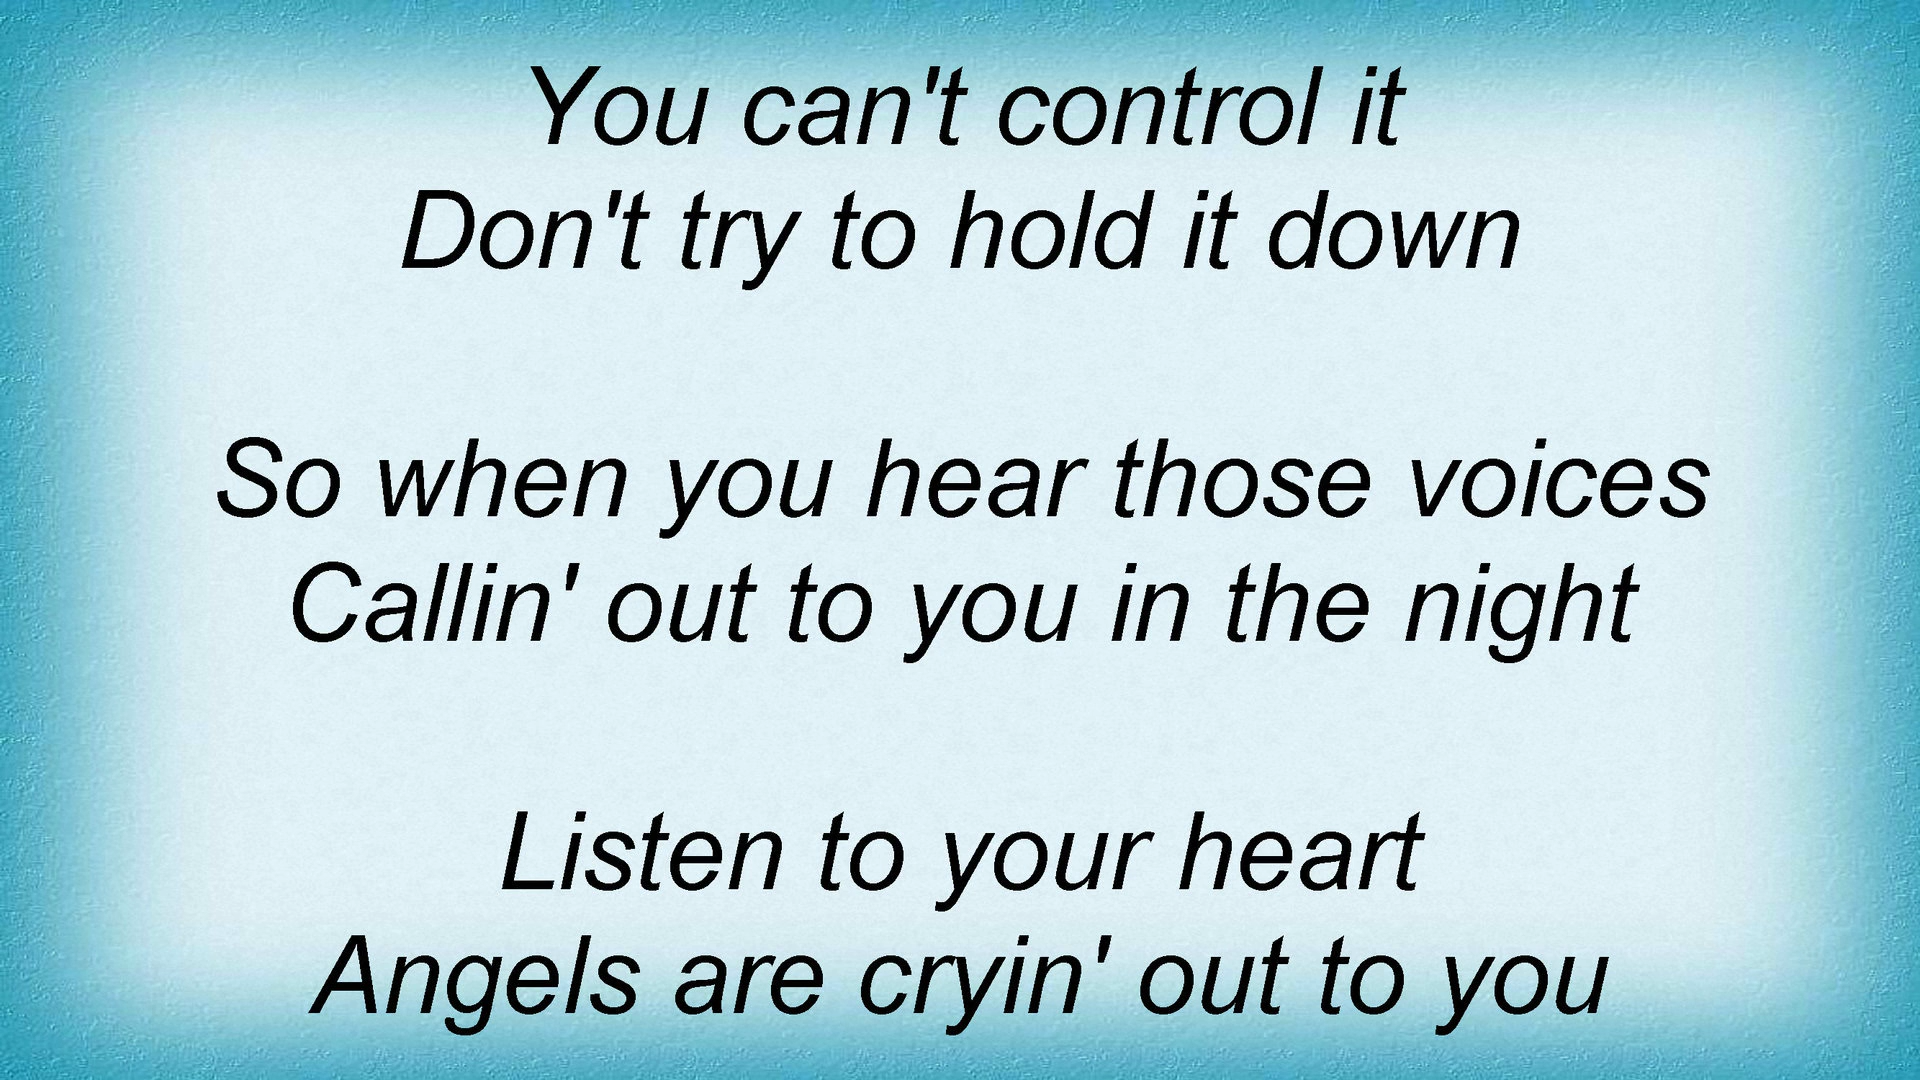 You can't control it
Don't try to hold it down
So when you hear those voices
Callin' out to you in the night
Listen to your heart
Angels are cryin' out to you